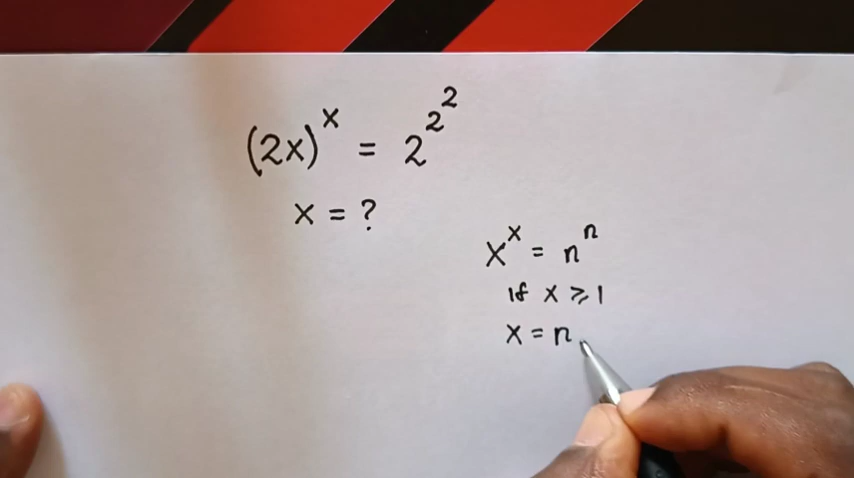 (2x)^x = 2^{2^2}
x = ?
x^x = n^n
if x ⩾ 1
x = n